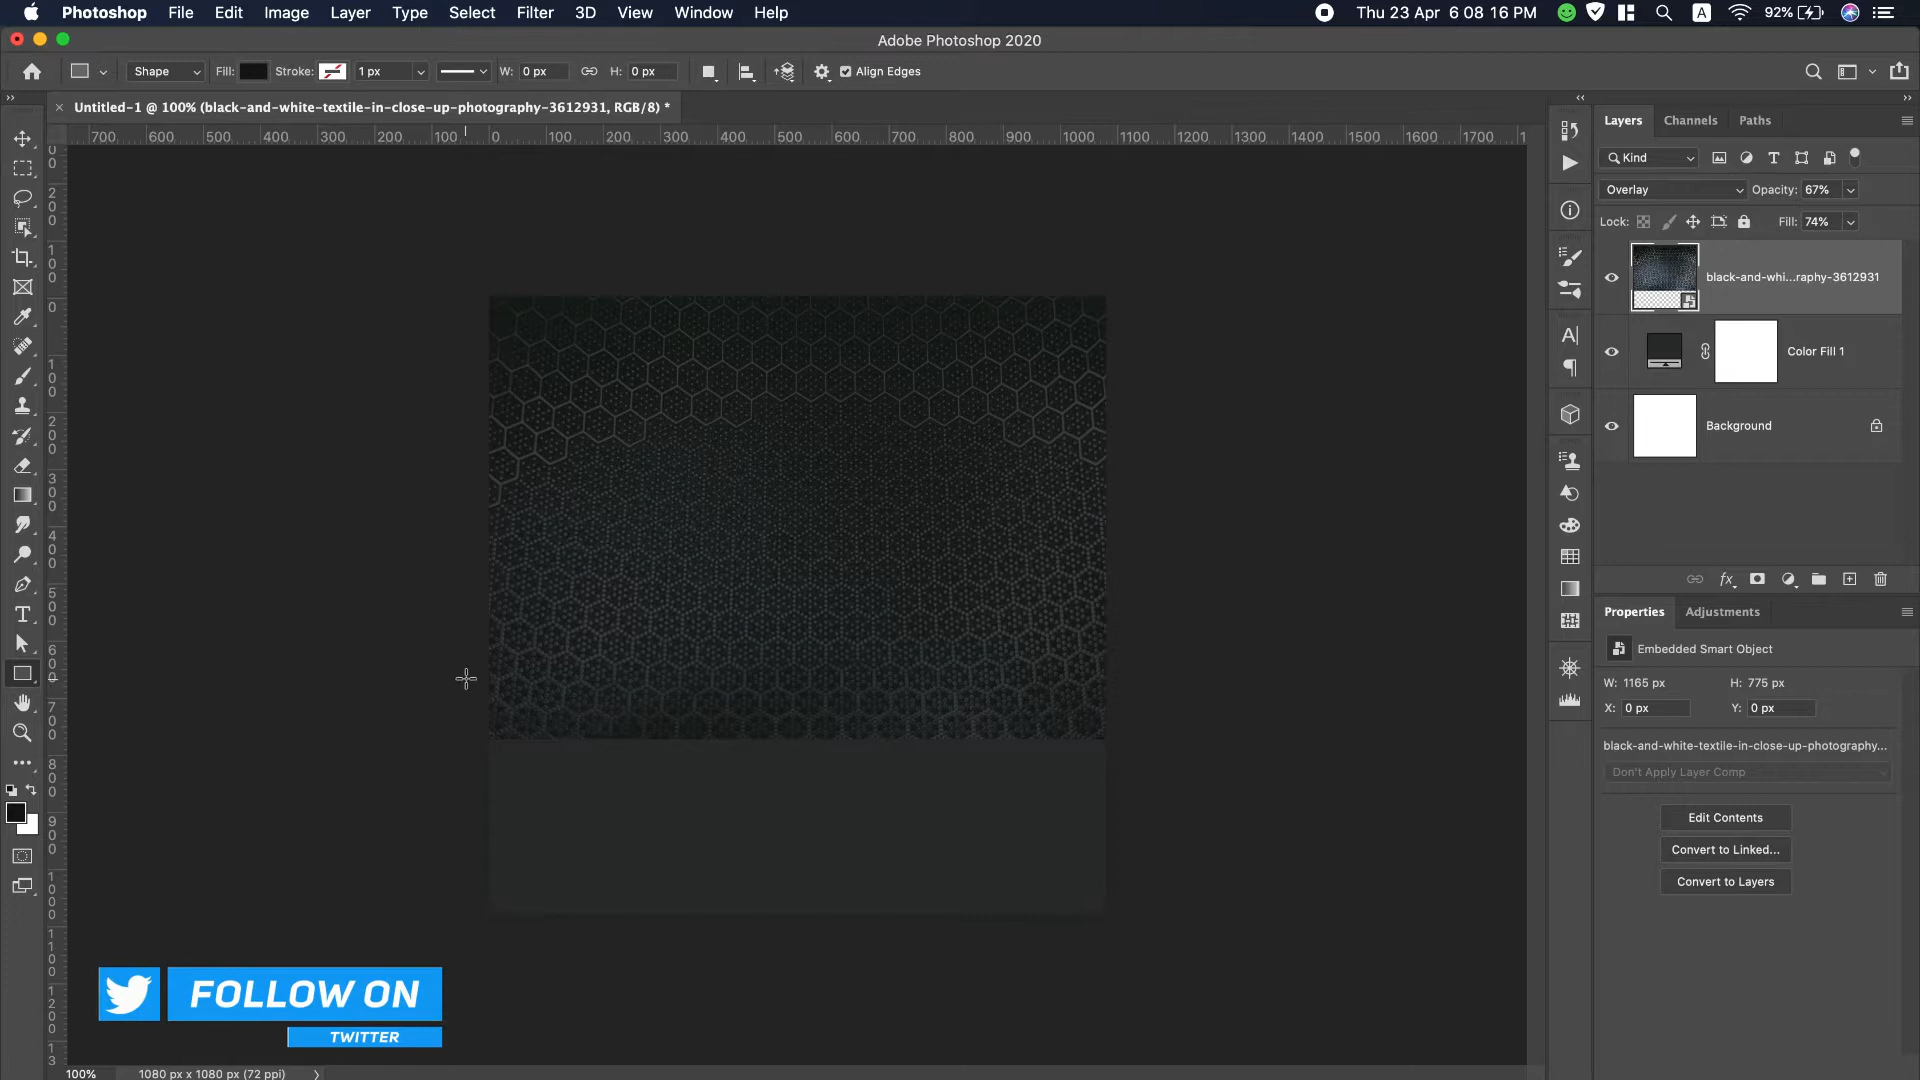 Photoshop File Edit Image Layer Type Select Filter 3D View Window Help
Thu 23 Apr 6 08 16 PM A 92%
Adobe Photoshop 2020
Shape Fill: Stroke: 1 px W: 0 px H: 0 px Align Edges
Untitled-1 @ 100% (black-and-white-textile-in-close-up-photography-3612931, RGB/8) *
700 600 500 400 300 200 100 0 100 200 300 400 500 600 700 800 900 1000 1100 1200 1300 1400 1500 1600 1700
Layers Channels Paths
Kind
Overlay Opacity: 67%
Lock: Fill: 74%
black-and-whi...raphy-3612931
Color Fill 1
Background
fx
Properties Adjustments
Embedded Smart Object
W: 1165 px H: 775 px
X: 0 px Y: 0 px
black-and-white-textile-in-close-up-photography...
Don't Apply Layer Comp
Edit Contents
Convert to Linked...
Convert to Layers
FOLLOW ON
TWITTER
100% 1080 px x 1080 px (72 ppi)